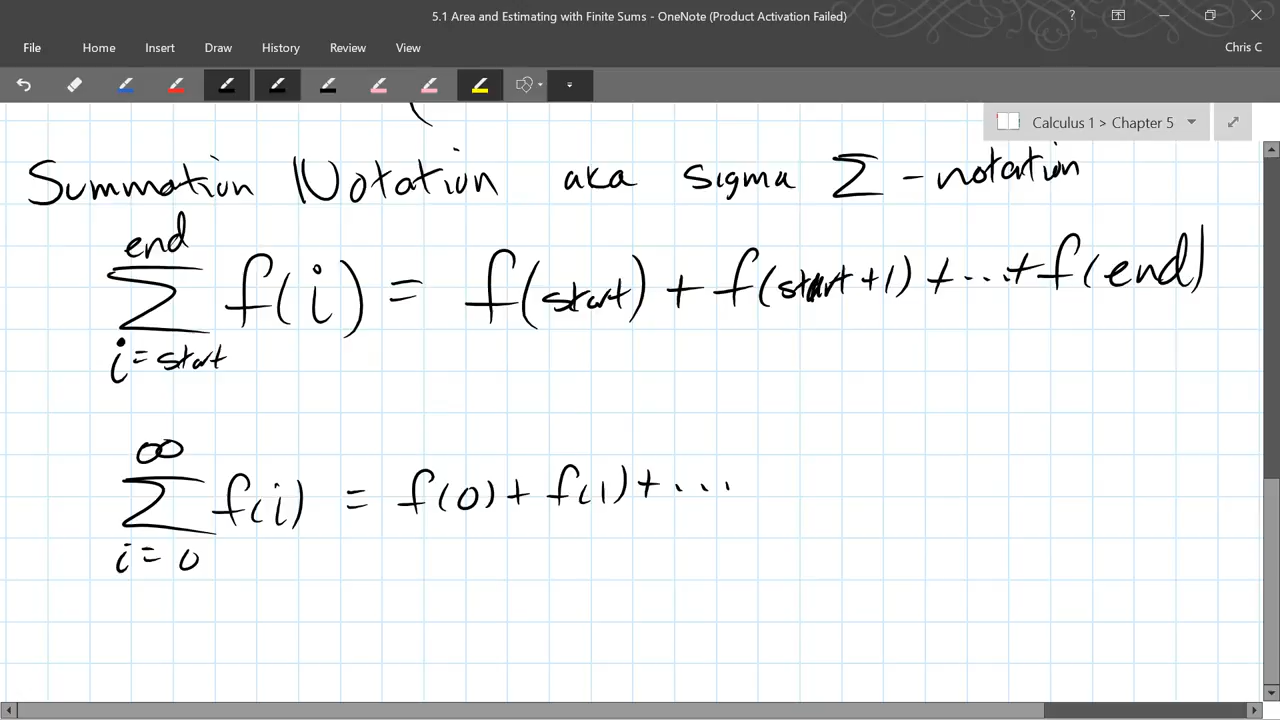 5.1 Area and Estimating with Finite Sums - OneNote (Product Activation Failed)
File Home Insert Draw History Review View Chris C
Calculus 1 > Chapter 5
Summation Notation aka sigma Σ - notation
end
Σ f(i) = f(start) + f(start+1) + ... + f(end)
i = start
∞
Σ f(i) = f(0) + f(1) + ...
i = 0